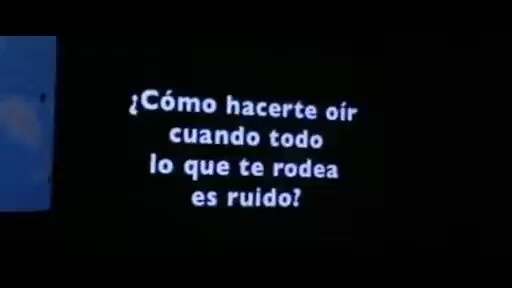 ¿Cómo hacerte oír
cuando todo
lo que te rodea
es ruido?